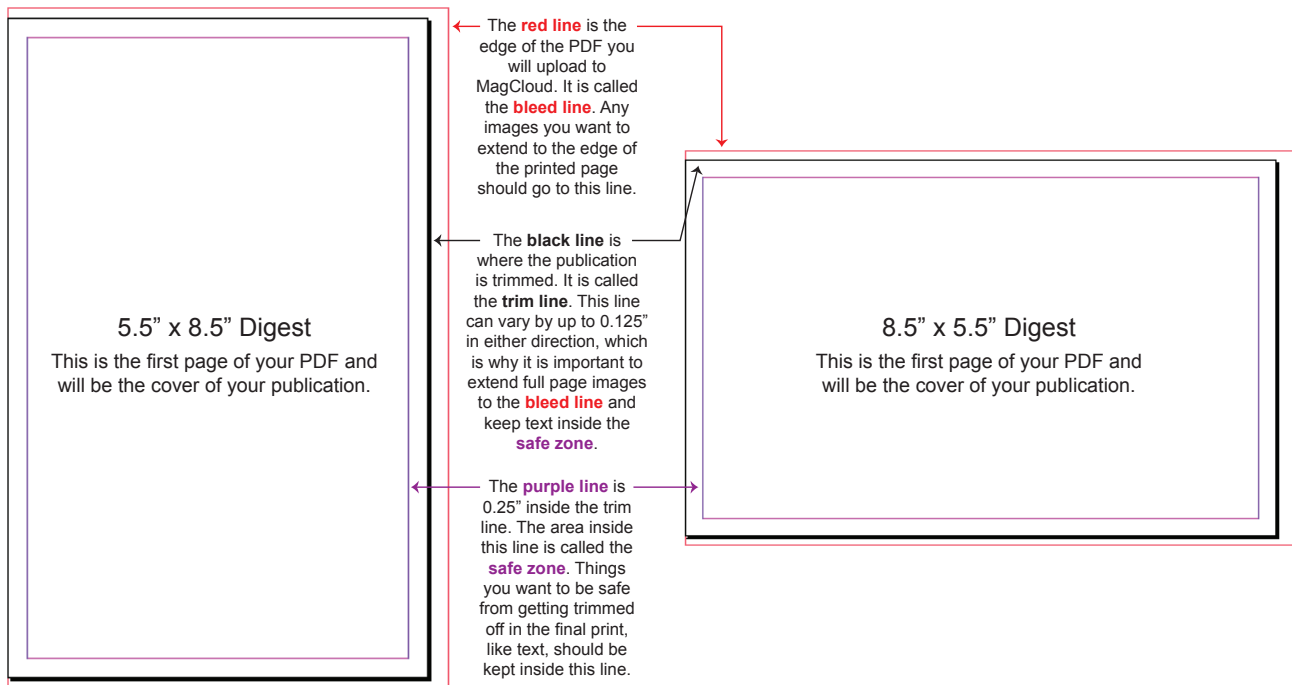 The red line is the
edge of the PDF you
will upload to
MagCloud. It is called
the bleed line. Any
images you want to
extend to the edge of
the printed page
should go to this line.
The black line is
where the publication
is trimmed. It is called
the trim line. This line
can vary by up to 0.125”
in either direction, which
is why it is important to
extend full page images
to the bleed line and
keep text inside the
safe zone.
The purple line is
0.25” inside the trim
line. The area inside
this line is called the
safe zone. Things
you want to be safe
from getting trimmed
off in the final print,
like text, should be
kept inside this line.
5.5” x 8.5” Digest
This is the first page of your PDF and
will be the cover of your publication.
8.5” x 5.5” Digest
This is the first page of your PDF and
will be the cover of your publication.